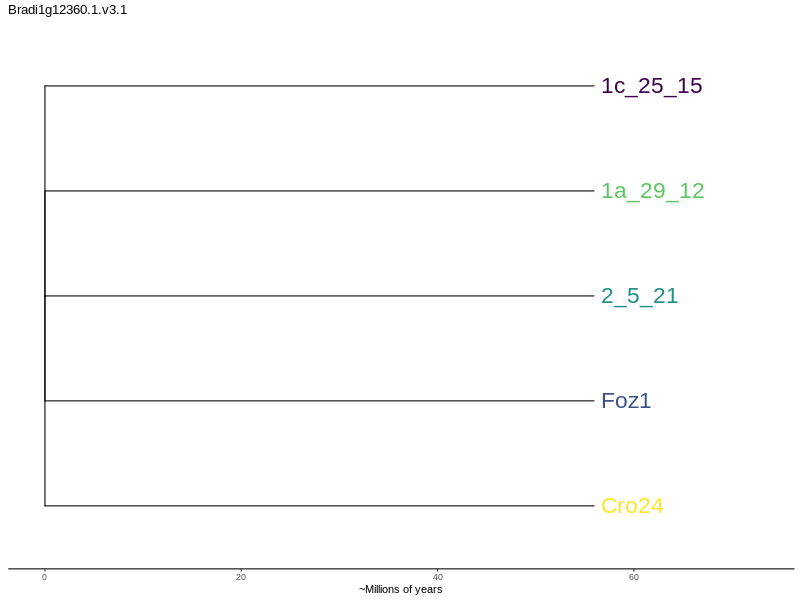 Bradi1g12360.1.v3.1
1c_25_15
1a_29_12
2_5_21
Foz1
Cro24
0 20 40 60
~Millions of years